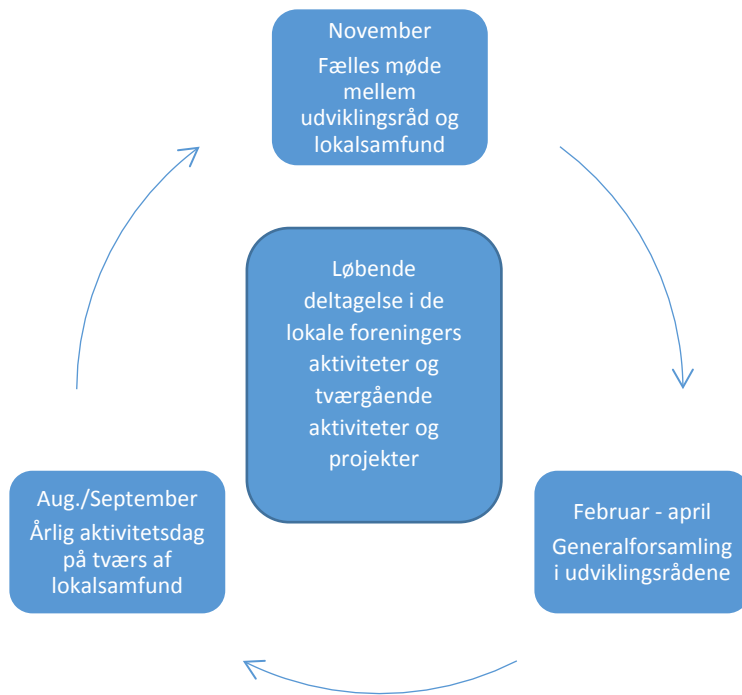 November
Fælles møde
mellem
udviklingsråd og
lokalsamfund
Løbende
deltagelse i de
lokale foreningers
aktiviteter og
tværgående
aktiviteter og
projekter
Aug./September
Årlig aktivitetsdag
på tværs af
lokalsamfund
Februar - april
Generalforsamling
i udviklingsrådene